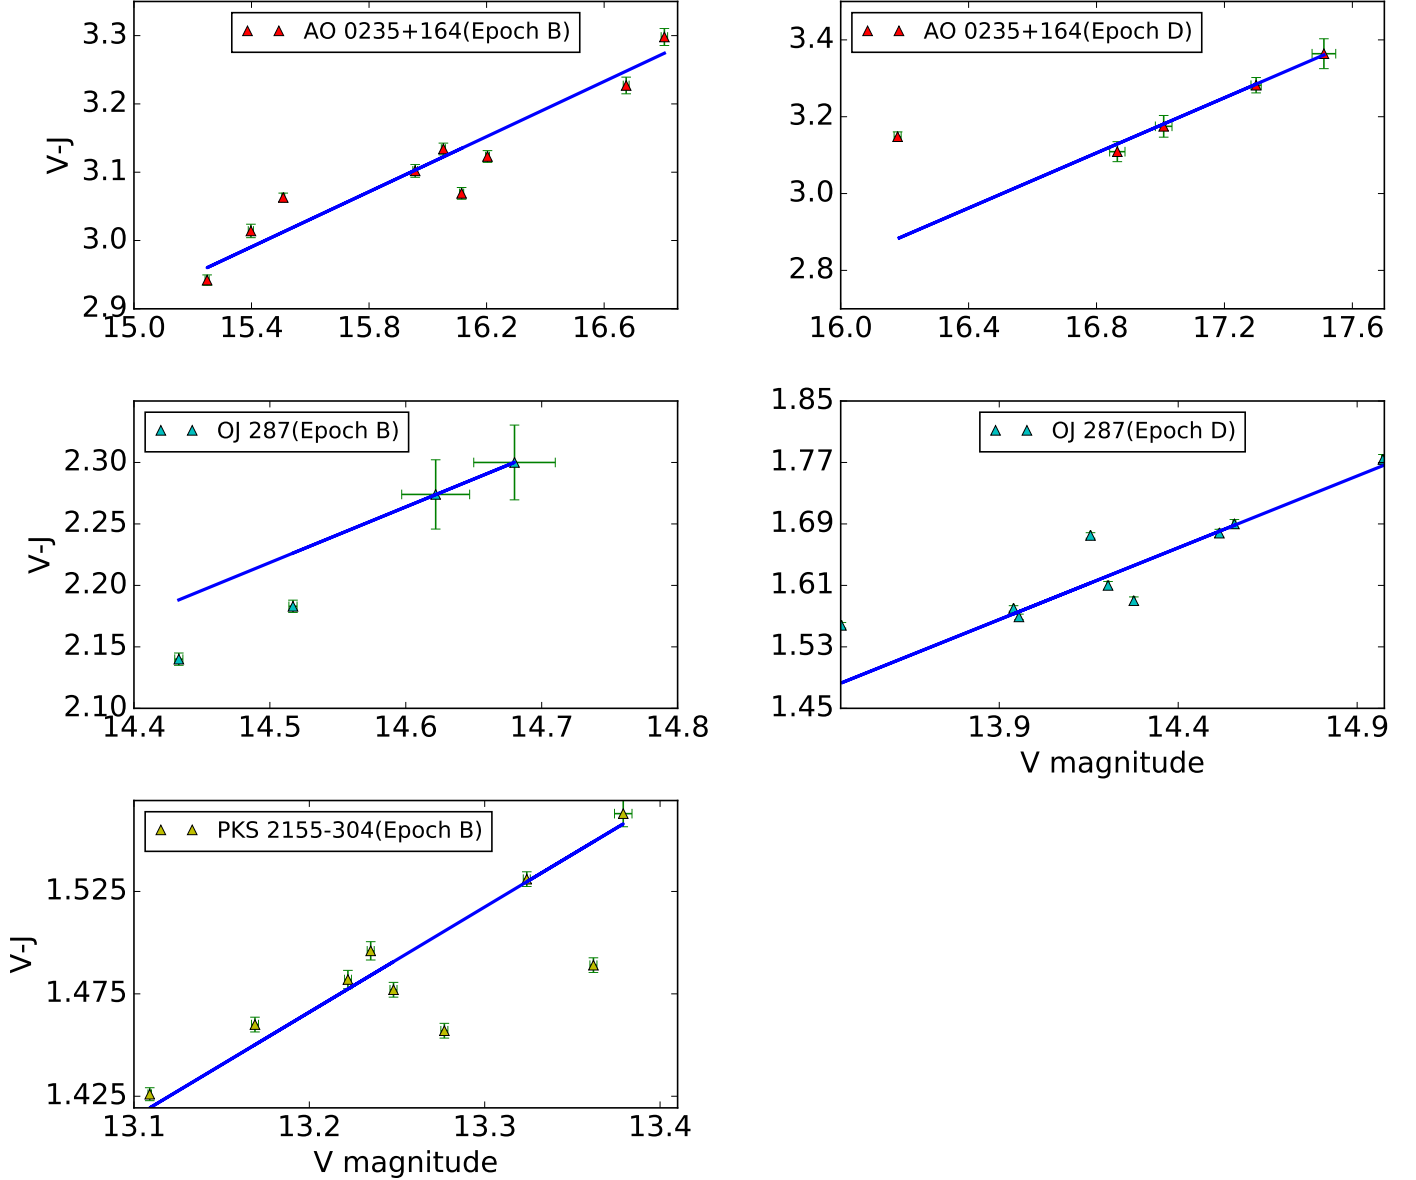 AO 0235+164(Epoch B)
3.3
3.2
3.1
3.0
2.9
V-J
15.0 15.4 15.8 16.2 16.6
AO 0235+164(Epoch D)
3.4
3.2
3.0
2.8
16.0 16.4 16.8 17.2 17.6
OJ 287(Epoch B)
2.30
2.25
2.20
2.15
2.10
V-J
14.4 14.5 14.6 14.7 14.8
OJ 287(Epoch D)
1.85
1.77
1.69
1.61
1.53
1.45
13.9 14.4 14.9
V magnitude
PKS 2155-304(Epoch B)
1.525
1.475
1.425
V-J
13.1 13.2 13.3 13.4
V magnitude